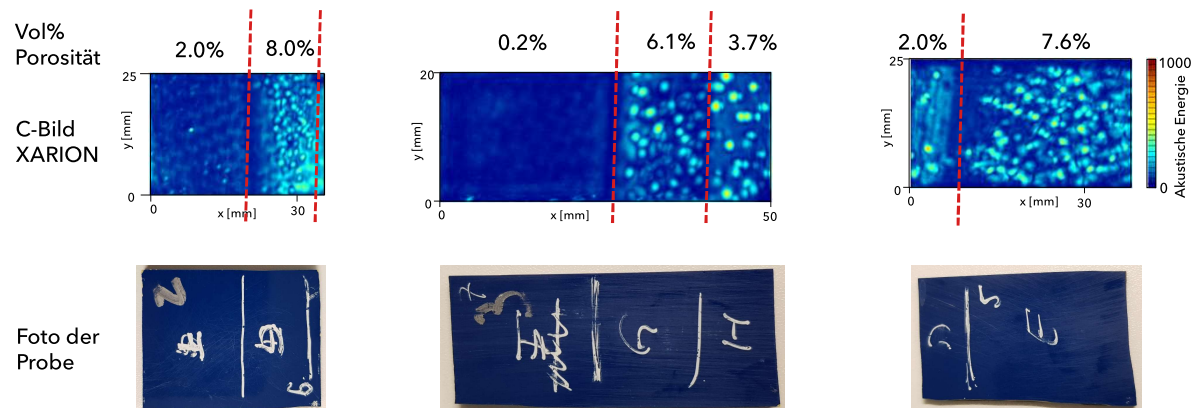 Vol%
Porosität
2.0% 8.0% 0.2% 6.1% 3.7% 2.0% 7.6%
C-Bild
XARION
25
y [mm]
0
0 x [mm] 30
20
y [mm]
0
0 x [mm] 50
25
y [mm]
0
0 x [mm] 30
1000
Akustische Energie
0
Foto der
Probe
2
G
H
C
5
E